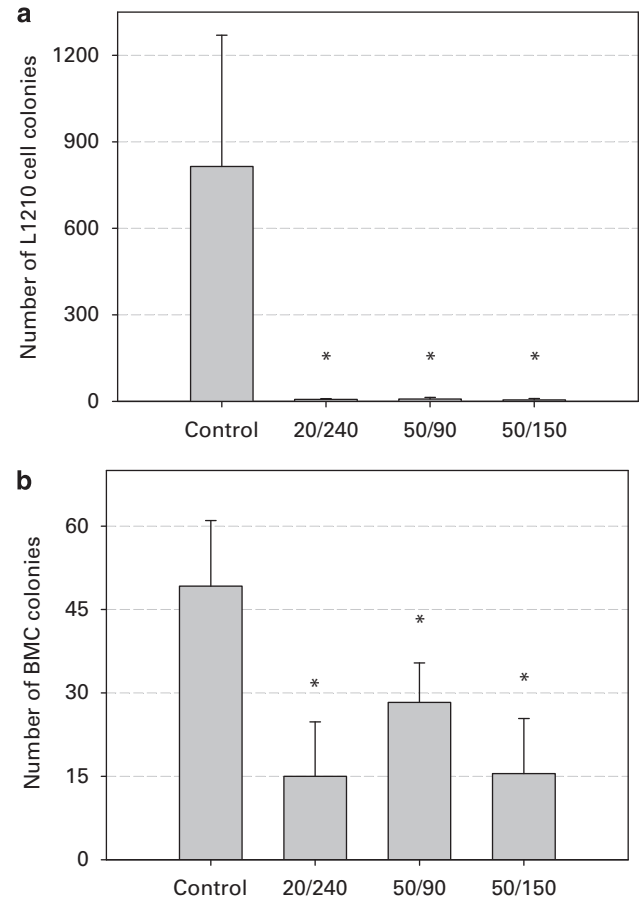 a
Number of L1210 cell colonies
1200
900
600
300
0
* * *
Control 20/240 50/90 50/150
b
Number of BMC colonies
60
45
30
15
0
* * *
Control 20/240 50/90 50/150